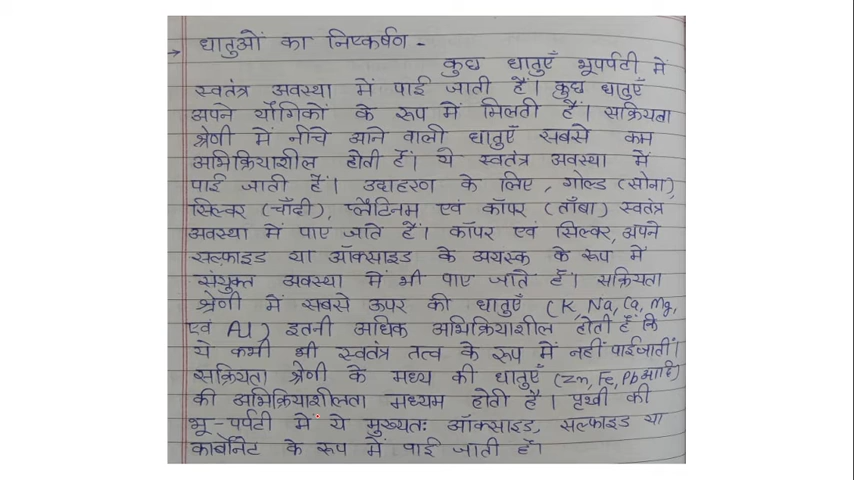 → धातुओं का निष्कर्षण -
कुछ धातुएँ भूपर्पटी में
स्वतंत्र अवस्था में पाई जाती हैं। कुछ धातुएँ
अपने यौगिकों के रूप में मिलती हैं। सक्रियता
श्रेणी में नीचे आने वाली धातुएँ सबसे कम
अभिक्रियाशील होती हैं। ये स्वतंत्र अवस्था में
पाई जाती हैं। उदाहरण के लिए, गोल्ड (सोना),
सिल्वर (चाँदी), प्लैटिनम एवं कॉपर (ताँबा) स्वतंत्र
अवस्था में पाए जाते हैं। कॉपर एवं सिल्वर, अपने
सल्फाइड या ऑक्साइड के अयस्क के रूप में
संयुक्त अवस्था में भी पाए जाते हैं। सक्रियता
श्रेणी में सबसे ऊपर की धातुएँ (K, Na, Ca, Mg,
एवं Al) इतनी अधिक अभिक्रियाशील होती हैं कि
ये कभी भी स्वतंत्र तत्व के रूप में नहीं पाई जातीं।
सक्रियता श्रेणी के मध्य की धातुएँ (Zn, Fe, Pb आदि)
की अभिक्रियाशीलता मध्यम होती है। पृथ्वी की
भू-पर्पटी में ये मुख्यतः ऑक्साइड, सल्फाइड या
कार्बोनेट के रूप में पाई जाती हैं।